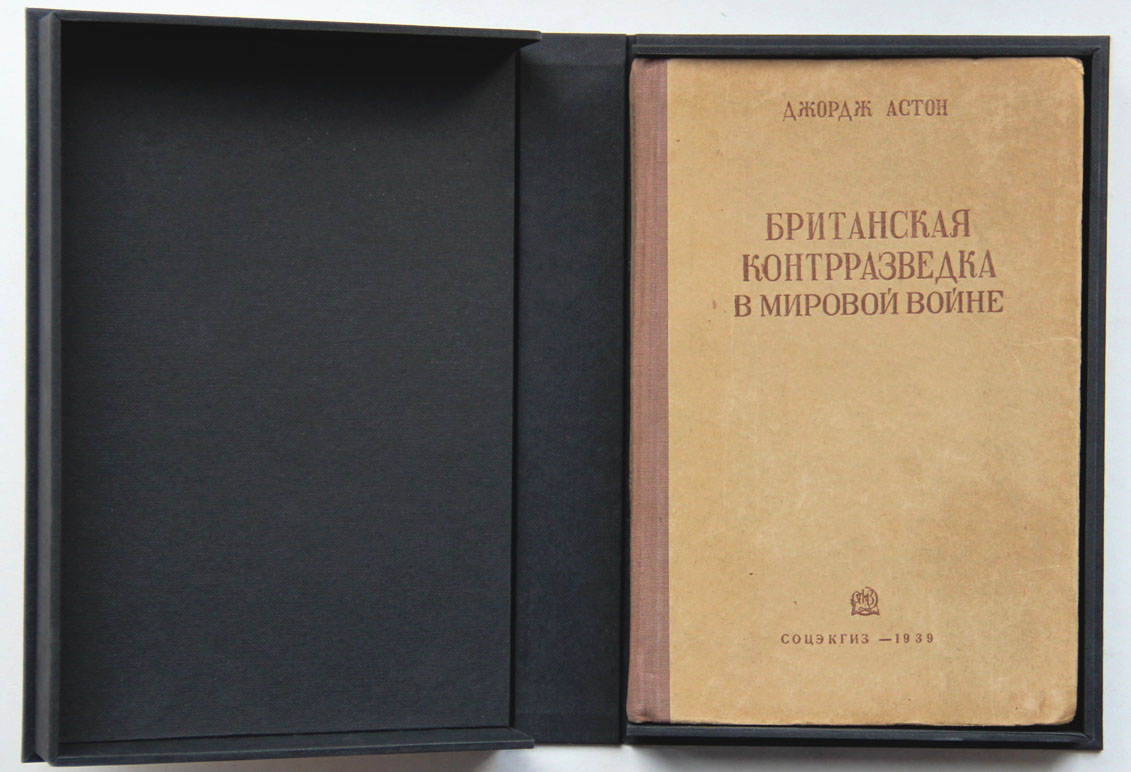 ДЖОРДЖ АСТОН
БРИТАНСКАЯ
КОНТРРАЗВЕДКА
В МИРОВОЙ ВОЙНЕ
СОЦЭКГИЗ —1939